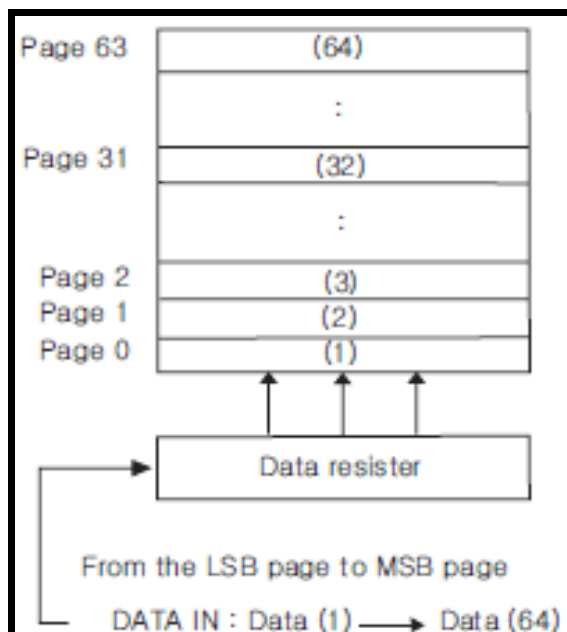 Page 63 (64)
:
Page 31 (32)
:
Page 2 (3)
Page 1 (2)
Page 0 (1)
Data resister
From the LSB page to MSB page
DATA IN : Data (1) Data (64)